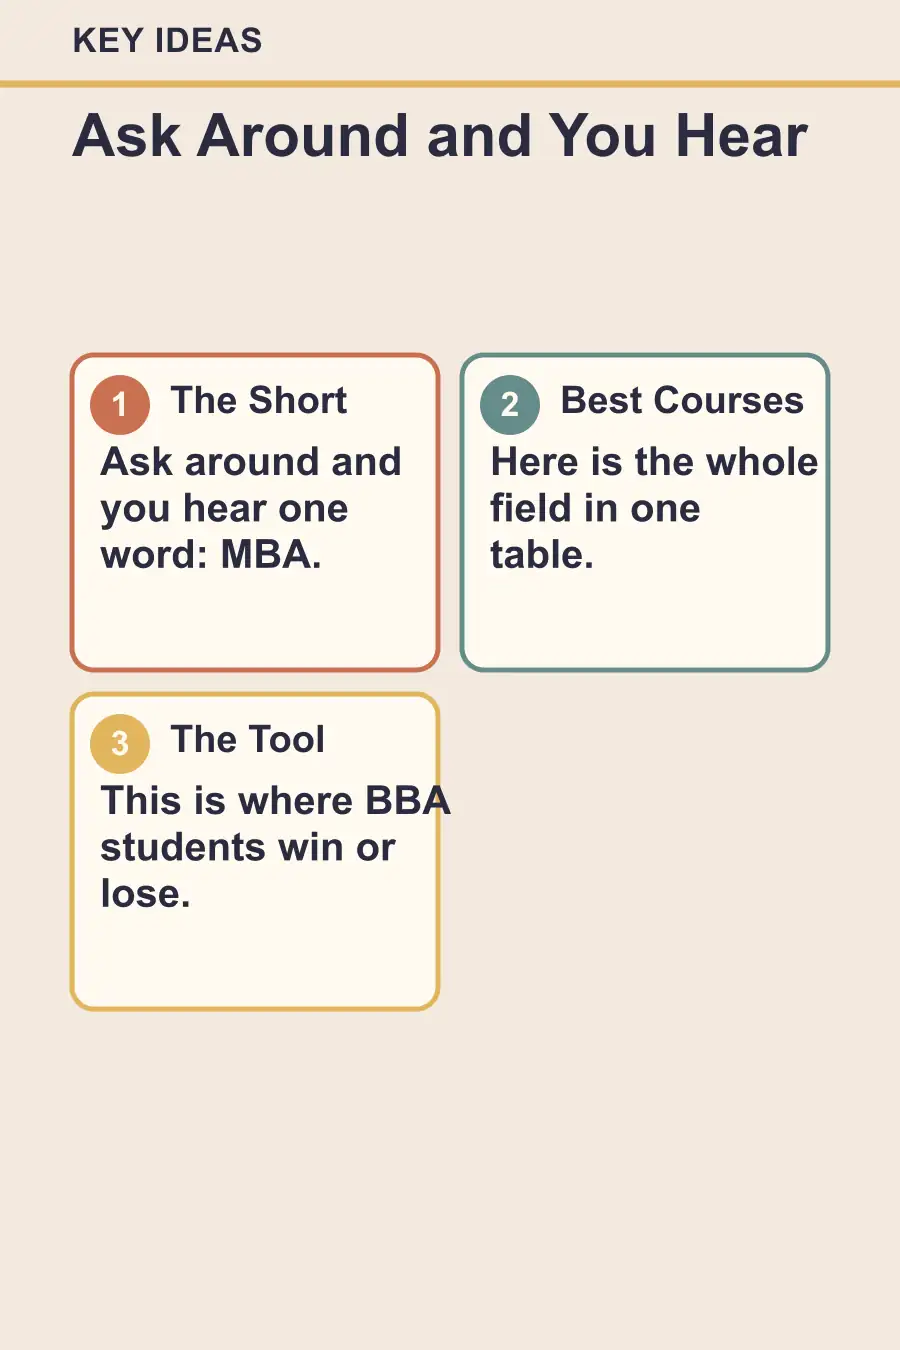 KEY IDEAS
Ask Around and You Hear
1 The Short
Ask around and
you hear one
word: MBA.
2 Best Courses
Here is the whole
field in one
table.
3 The Tool
This is where BBA
students win or
lose.